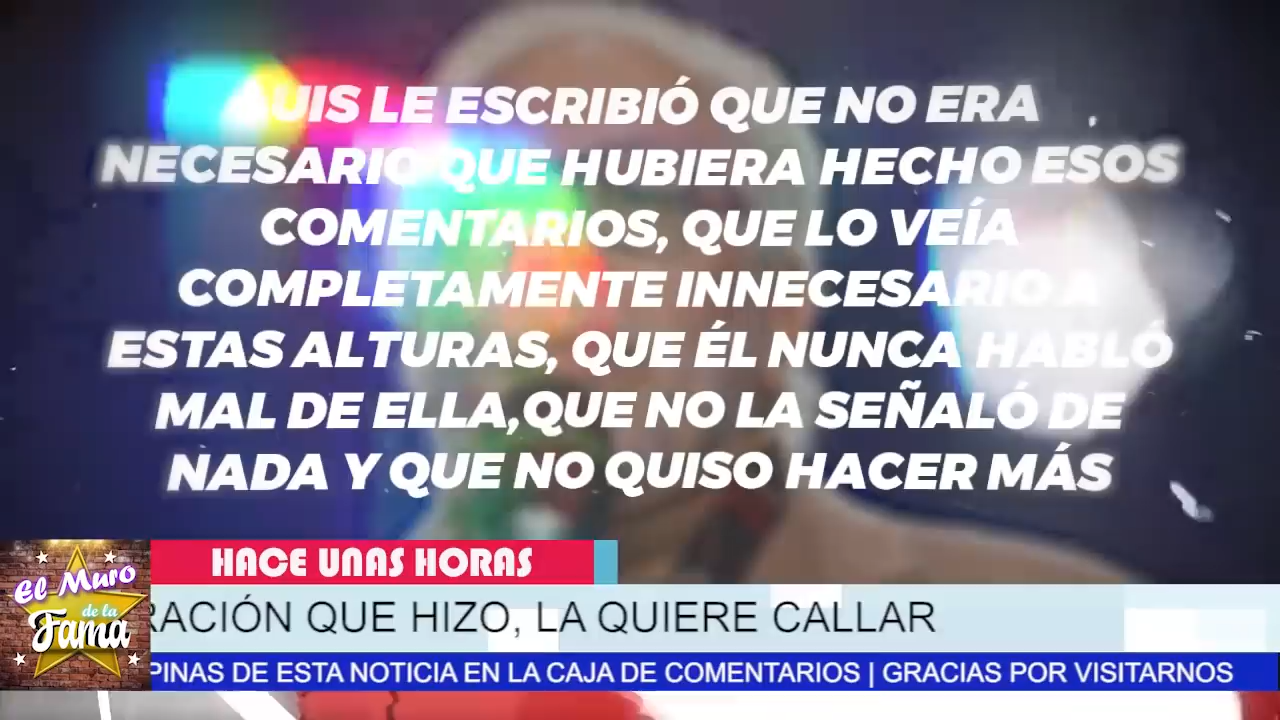 LUIS LE ESCRIBIÓ QUE NO ERA
NECESARIO QUE HUBIERA HECHO ESOS
COMENTARIOS, QUE LO VEÍA
COMPLETAMENTE INNECESARIO A
ESTAS ALTURAS, QUE ÉL NUNCA HABLÓ
MAL DE ELLA,QUE NO LA SEÑALÓ DE
NADA Y QUE NO QUISO HACER MÁS
HACE UNAS HORAS
El Muro
de la
Fama
RACIÓN QUE HIZO, LA QUIERE CALLAR
PINAS DE ESTA NOTICIA EN LA CAJA DE COMENTARIOS | GRACIAS POR VISITARNOS